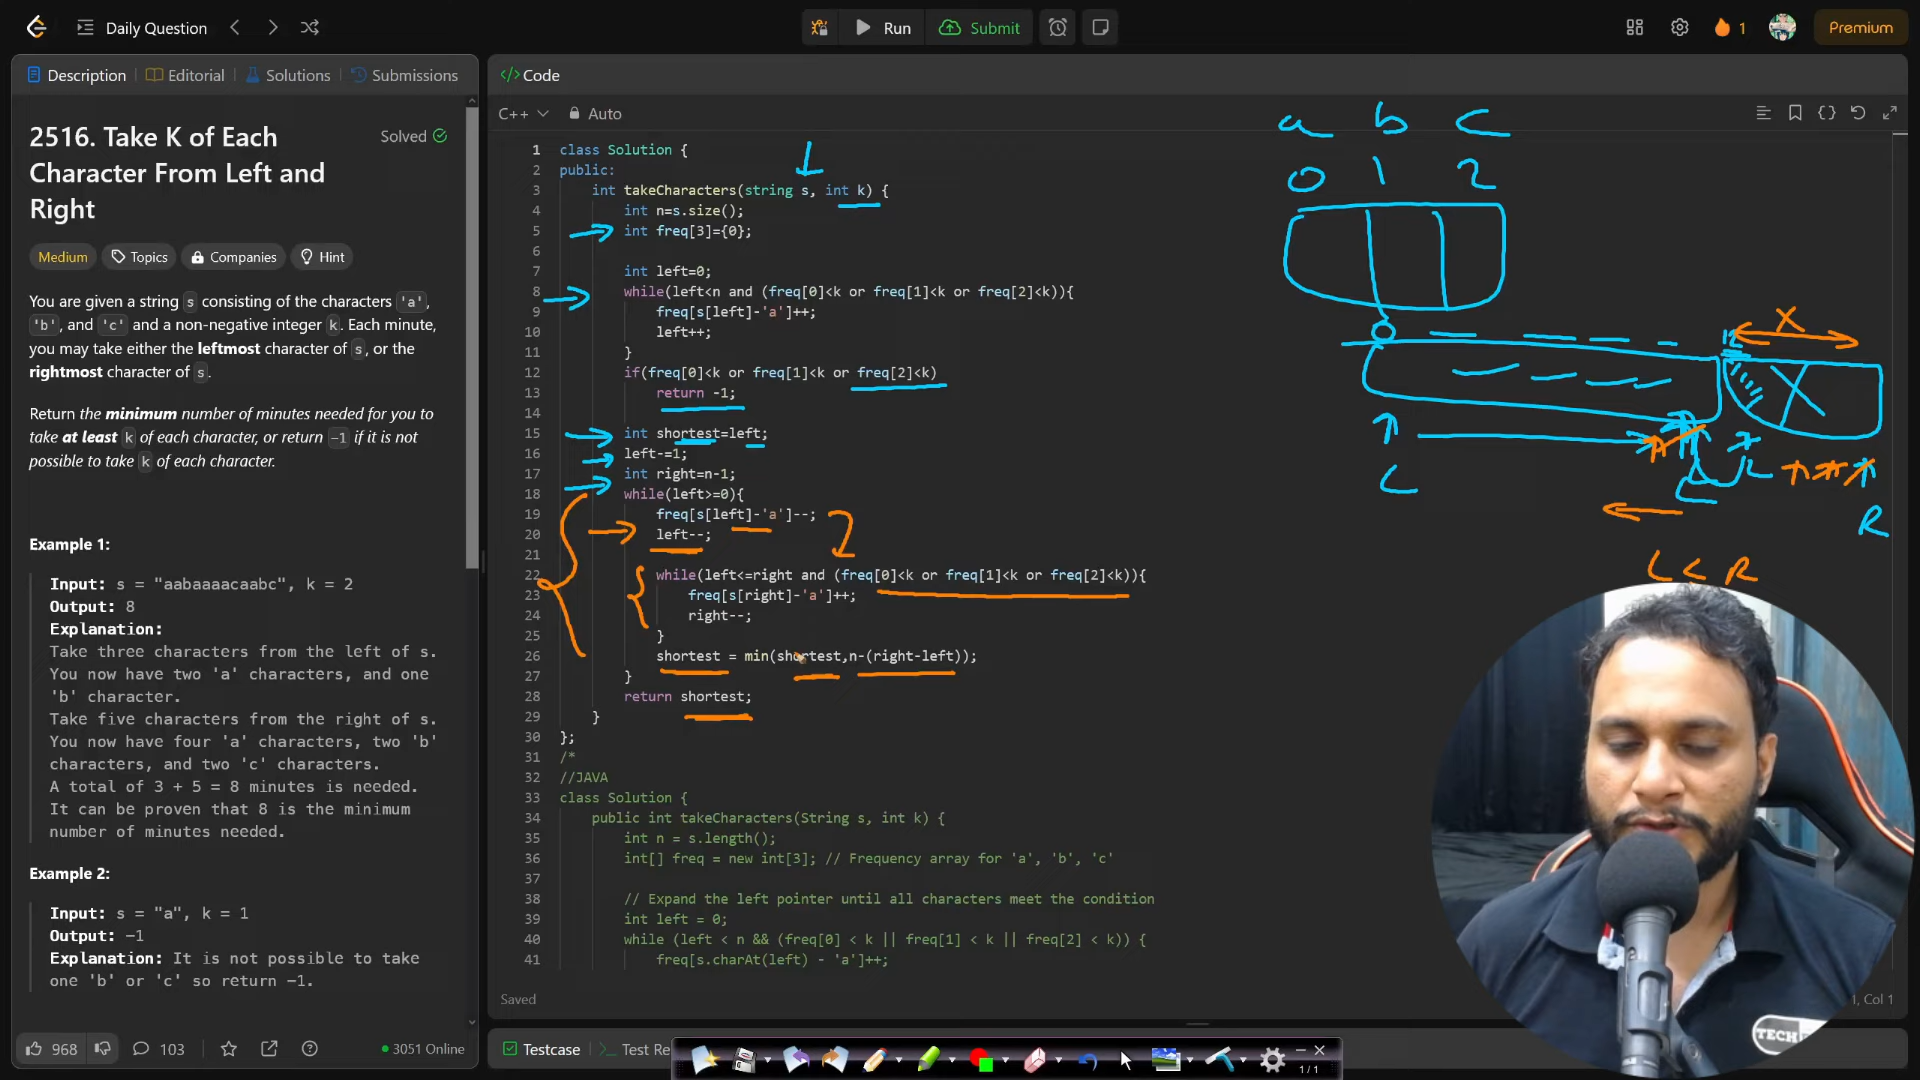 Daily Question
Run
Submit
1
Premium
Description
Editorial
Solutions
Submissions
2516. Take K of Each
Character From Left and
Right
Solved
Medium
Topics
Companies
Hint
You are given a string s consisting of the characters 'a',
'b', and 'c' and a non-negative integer k. Each minute,
you may take either the leftmost character of s, or the
rightmost character of s.
Return the minimum number of minutes needed for you to
take at least k of each character, or return -1 if it is not
possible to take k of each character.
Example 1:
Input: s = "aabaaaacaabc", k = 2
Output: 8
Explanation:
Take three characters from the left of s.
You now have two 'a' characters, and one
'b' character.
Take five characters from the right of s.
You now have four 'a' characters, two 'b'
characters, and two 'c' characters.
A total of 3 + 5 = 8 minutes is needed.
It can be proven that 8 is the minimum
number of minutes needed.
Example 2:
Input: s = "a", k = 1
Output: -1
Explanation: It is not possible to take
one 'b' or 'c' so return -1.
968
103
3051 Online
</> Code
C++
Auto
1 class Solution {
2 public:
3 int takeCharacters(string s, int k) {
4 int n=s.size();
5 int freq[3]={0};
6
7 int left=0;
8 while(left<n and (freq[0]<k or freq[1]<k or freq[2]<k)){
9 freq[s[left]-'a']++;
10 left++;
11 }
12 if(freq[0]<k or freq[1]<k or freq[2]<k)
13 return -1;
14
15 int shortest=left;
16 left-=1;
17 int right=n-1;
18 while(left>=0){
19 freq[s[left]-'a']--;
20 left--;
21
22 while(left<=right and (freq[0]<k or freq[1]<k or freq[2]<k)){
23 freq[s[right]-'a']++;
24 right--;
25 }
26 shortest = min(shortest,n-(right-left));
27 }
28 return shortest;
29 }
30 };
31 /*
32 //JAVA
33 class Solution {
34 public int takeCharacters(String s, int k) {
35 int n = s.length();
36 int[] freq = new int[3]; // Frequency array for 'a', 'b', 'c'
37
38 // Expand the left pointer until all characters meet the condition
39 int left = 0;
40 while (left < n && (freq[0] < k || freq[1] < k || freq[2] < k)) {
41 freq[s.charAt(left) - 'a']++;
a b c
0 1 2
X
L
R
L < R
Saved
1, Col 1
Testcase
Test Re
1/1
TECH